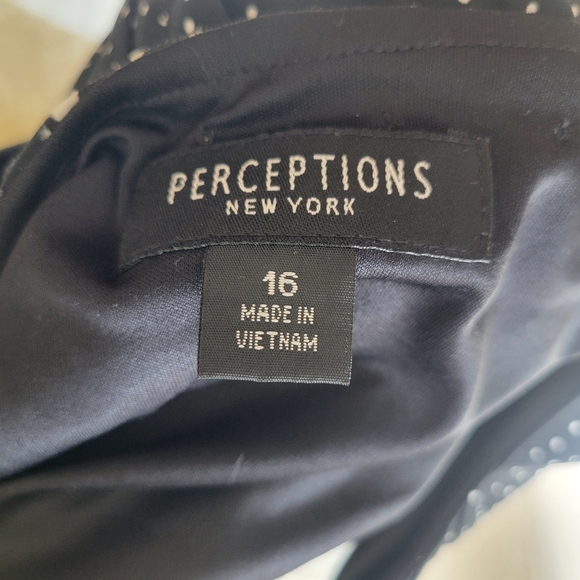 PERCEPTIONS
NEW YORK
16
MADE IN
VIETNAM